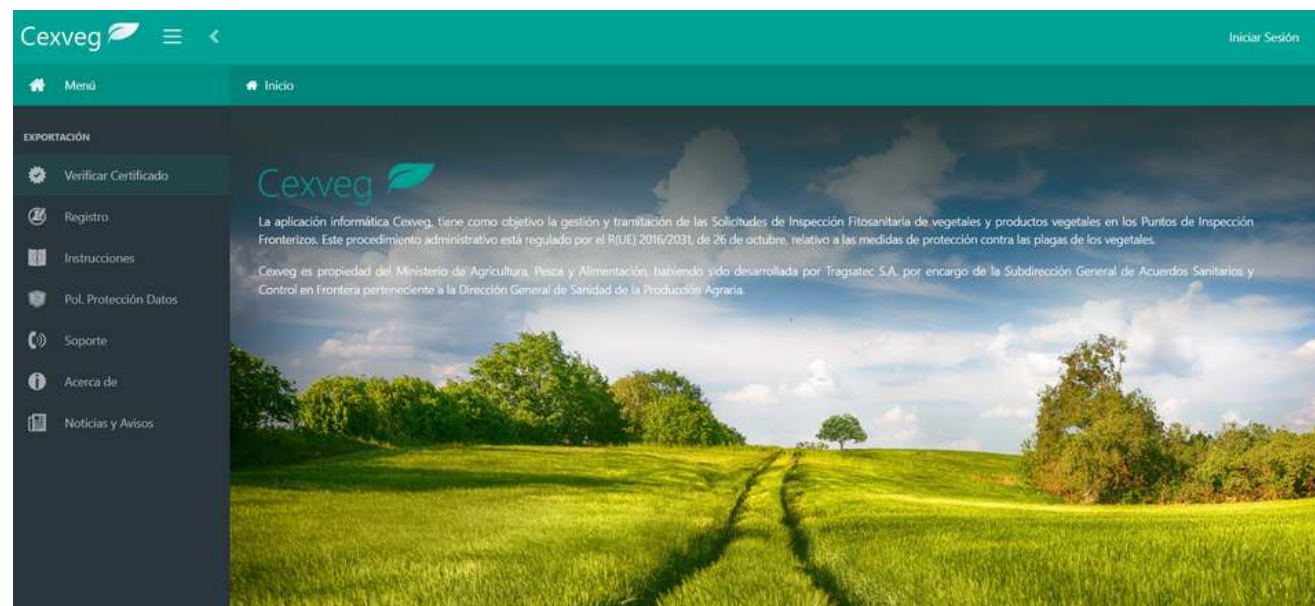 Cexveg
Iniciar Sesión
Menú
Inicio
EXPORTACIÓN
Verificar Certificado
Registro
Instrucciones
Pol. Protección Datos
Soporte
Acerca de
Noticias y Avisos
Cexveg
La aplicación informática Cexveg, tiene como objetivo la gestión y tramitación de las Solicitudes de Inspección Fitosanitaria de vegetales y productos vegetales en los Puntos de Inspección
Fronterizos. Este procedimiento administrativo está regulado por el R(UE) 2016/2031, de 26 de octubre, relativo a las medidas de protección contra las plagas de los vegetales.
Cexveg es propiedad del Ministerio de Agricultura, Pesca y Alimentación, habiendo sido desarrollada por Tragsatec S.A. por encargo de la Subdirección General de Acuerdos Sanitarios y
Control en Frontera perteneciente a la Dirección General de Sanidad de la Producción Agraria.